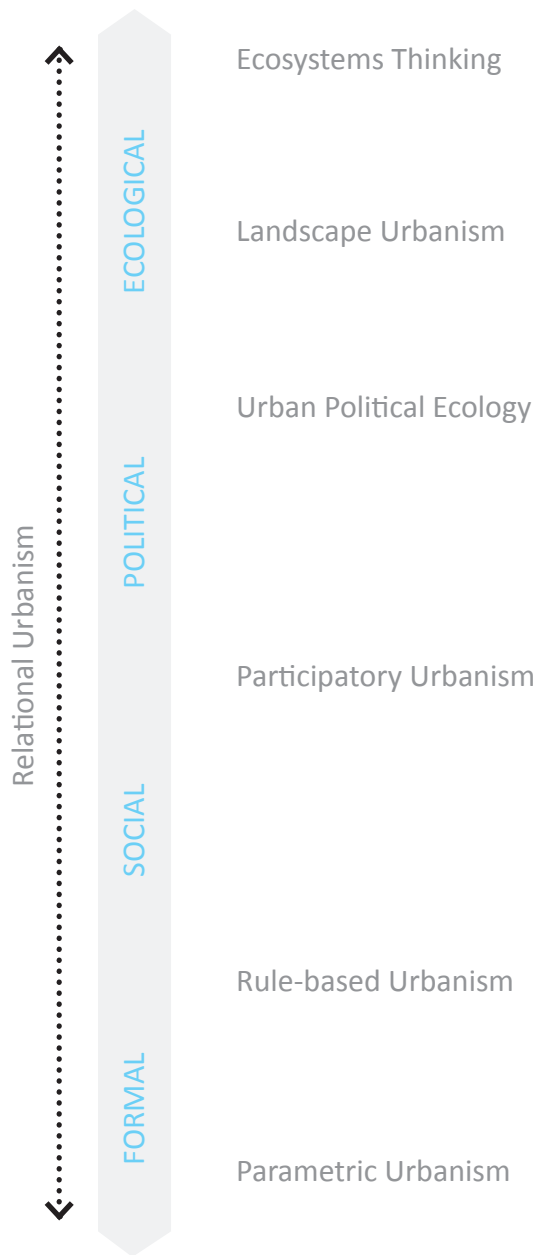 Relational Urbanism
ECOLOGICAL
POLITICAL
SOCIAL
FORMAL
Ecosystems Thinking
Landscape Urbanism
Urban Political Ecology
Participatory Urbanism
Rule-based Urbanism
Parametric Urbanism